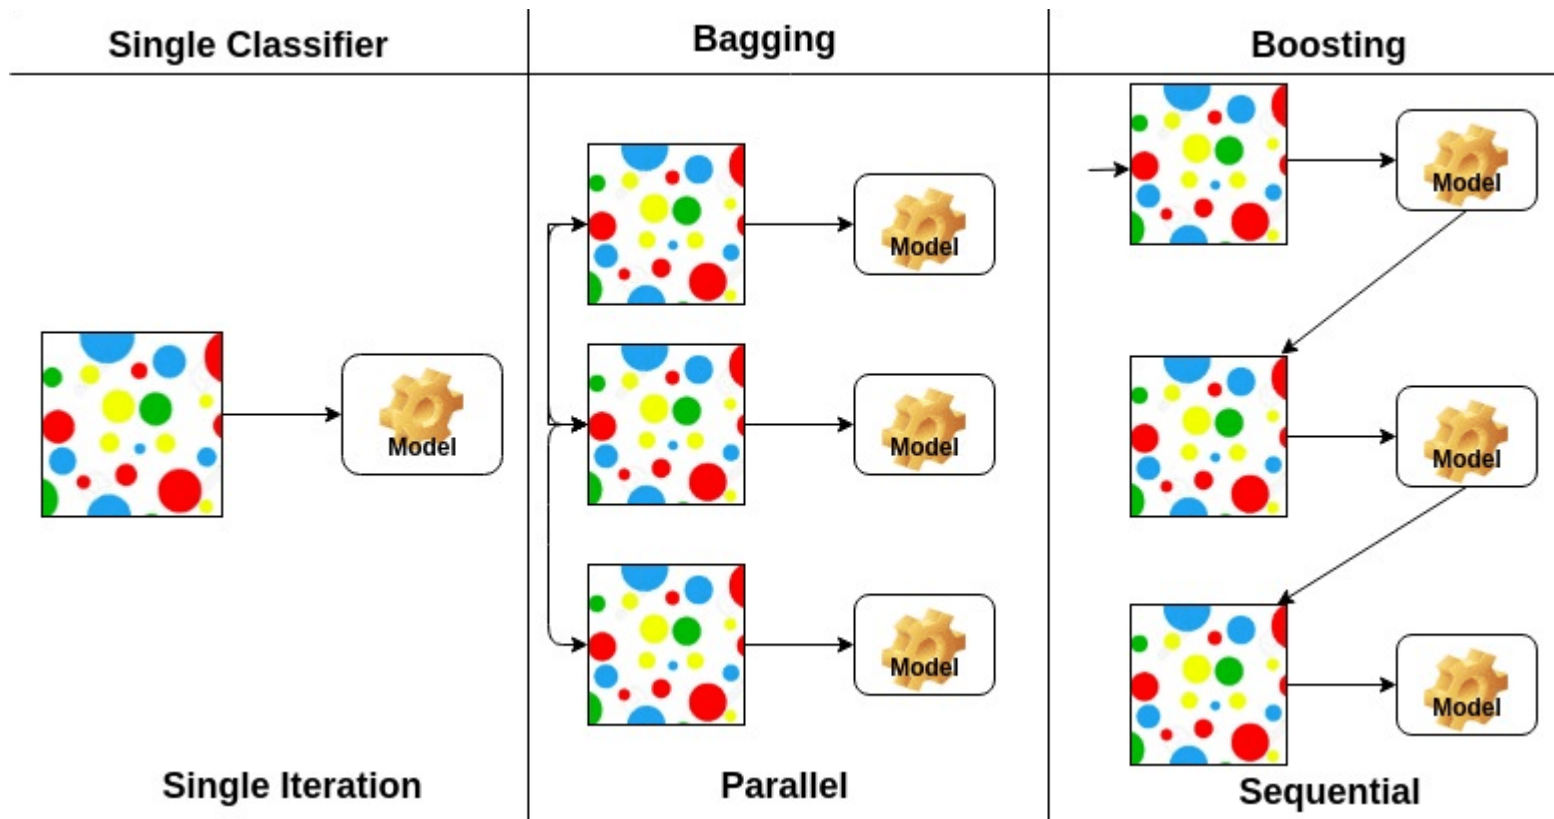 Single Classifier
Bagging
Boosting
Model
Model
Model
Model
Model
Model
Model
Single Iteration
Parallel
Sequential